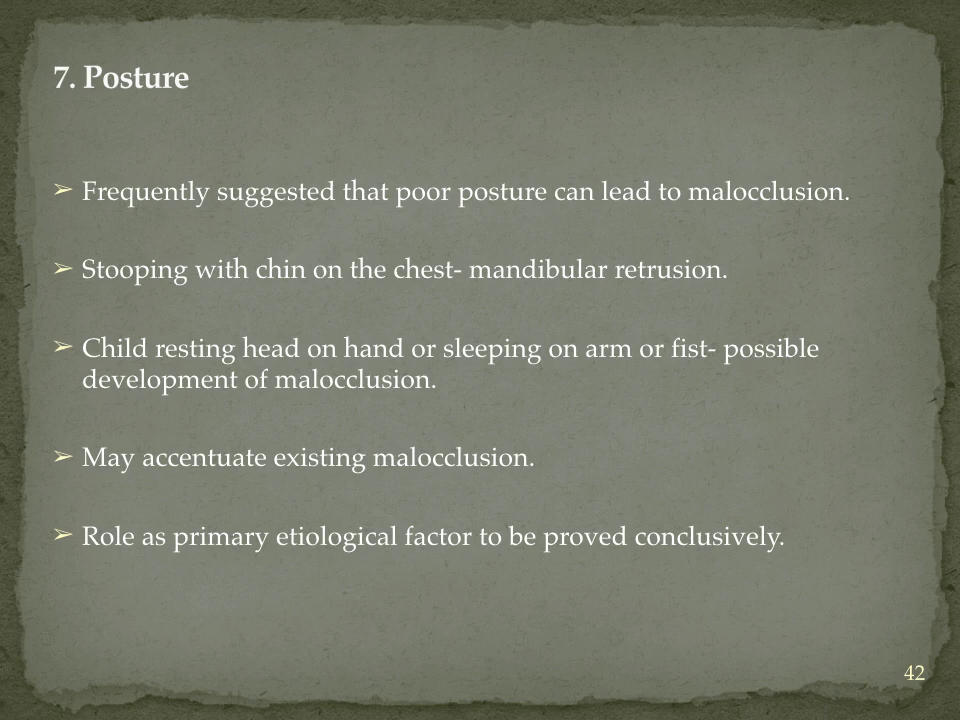 7. Posture
➢ Frequently suggested that poor posture can lead to malocclusion.
➢ Stooping with chin on the chest- mandibular retrusion.
➢ Child resting head on hand or sleeping on arm or fist- possible
development of malocclusion.
➢ May accentuate existing malocclusion.
➢ Role as primary etiological factor to be proved conclusively.
42